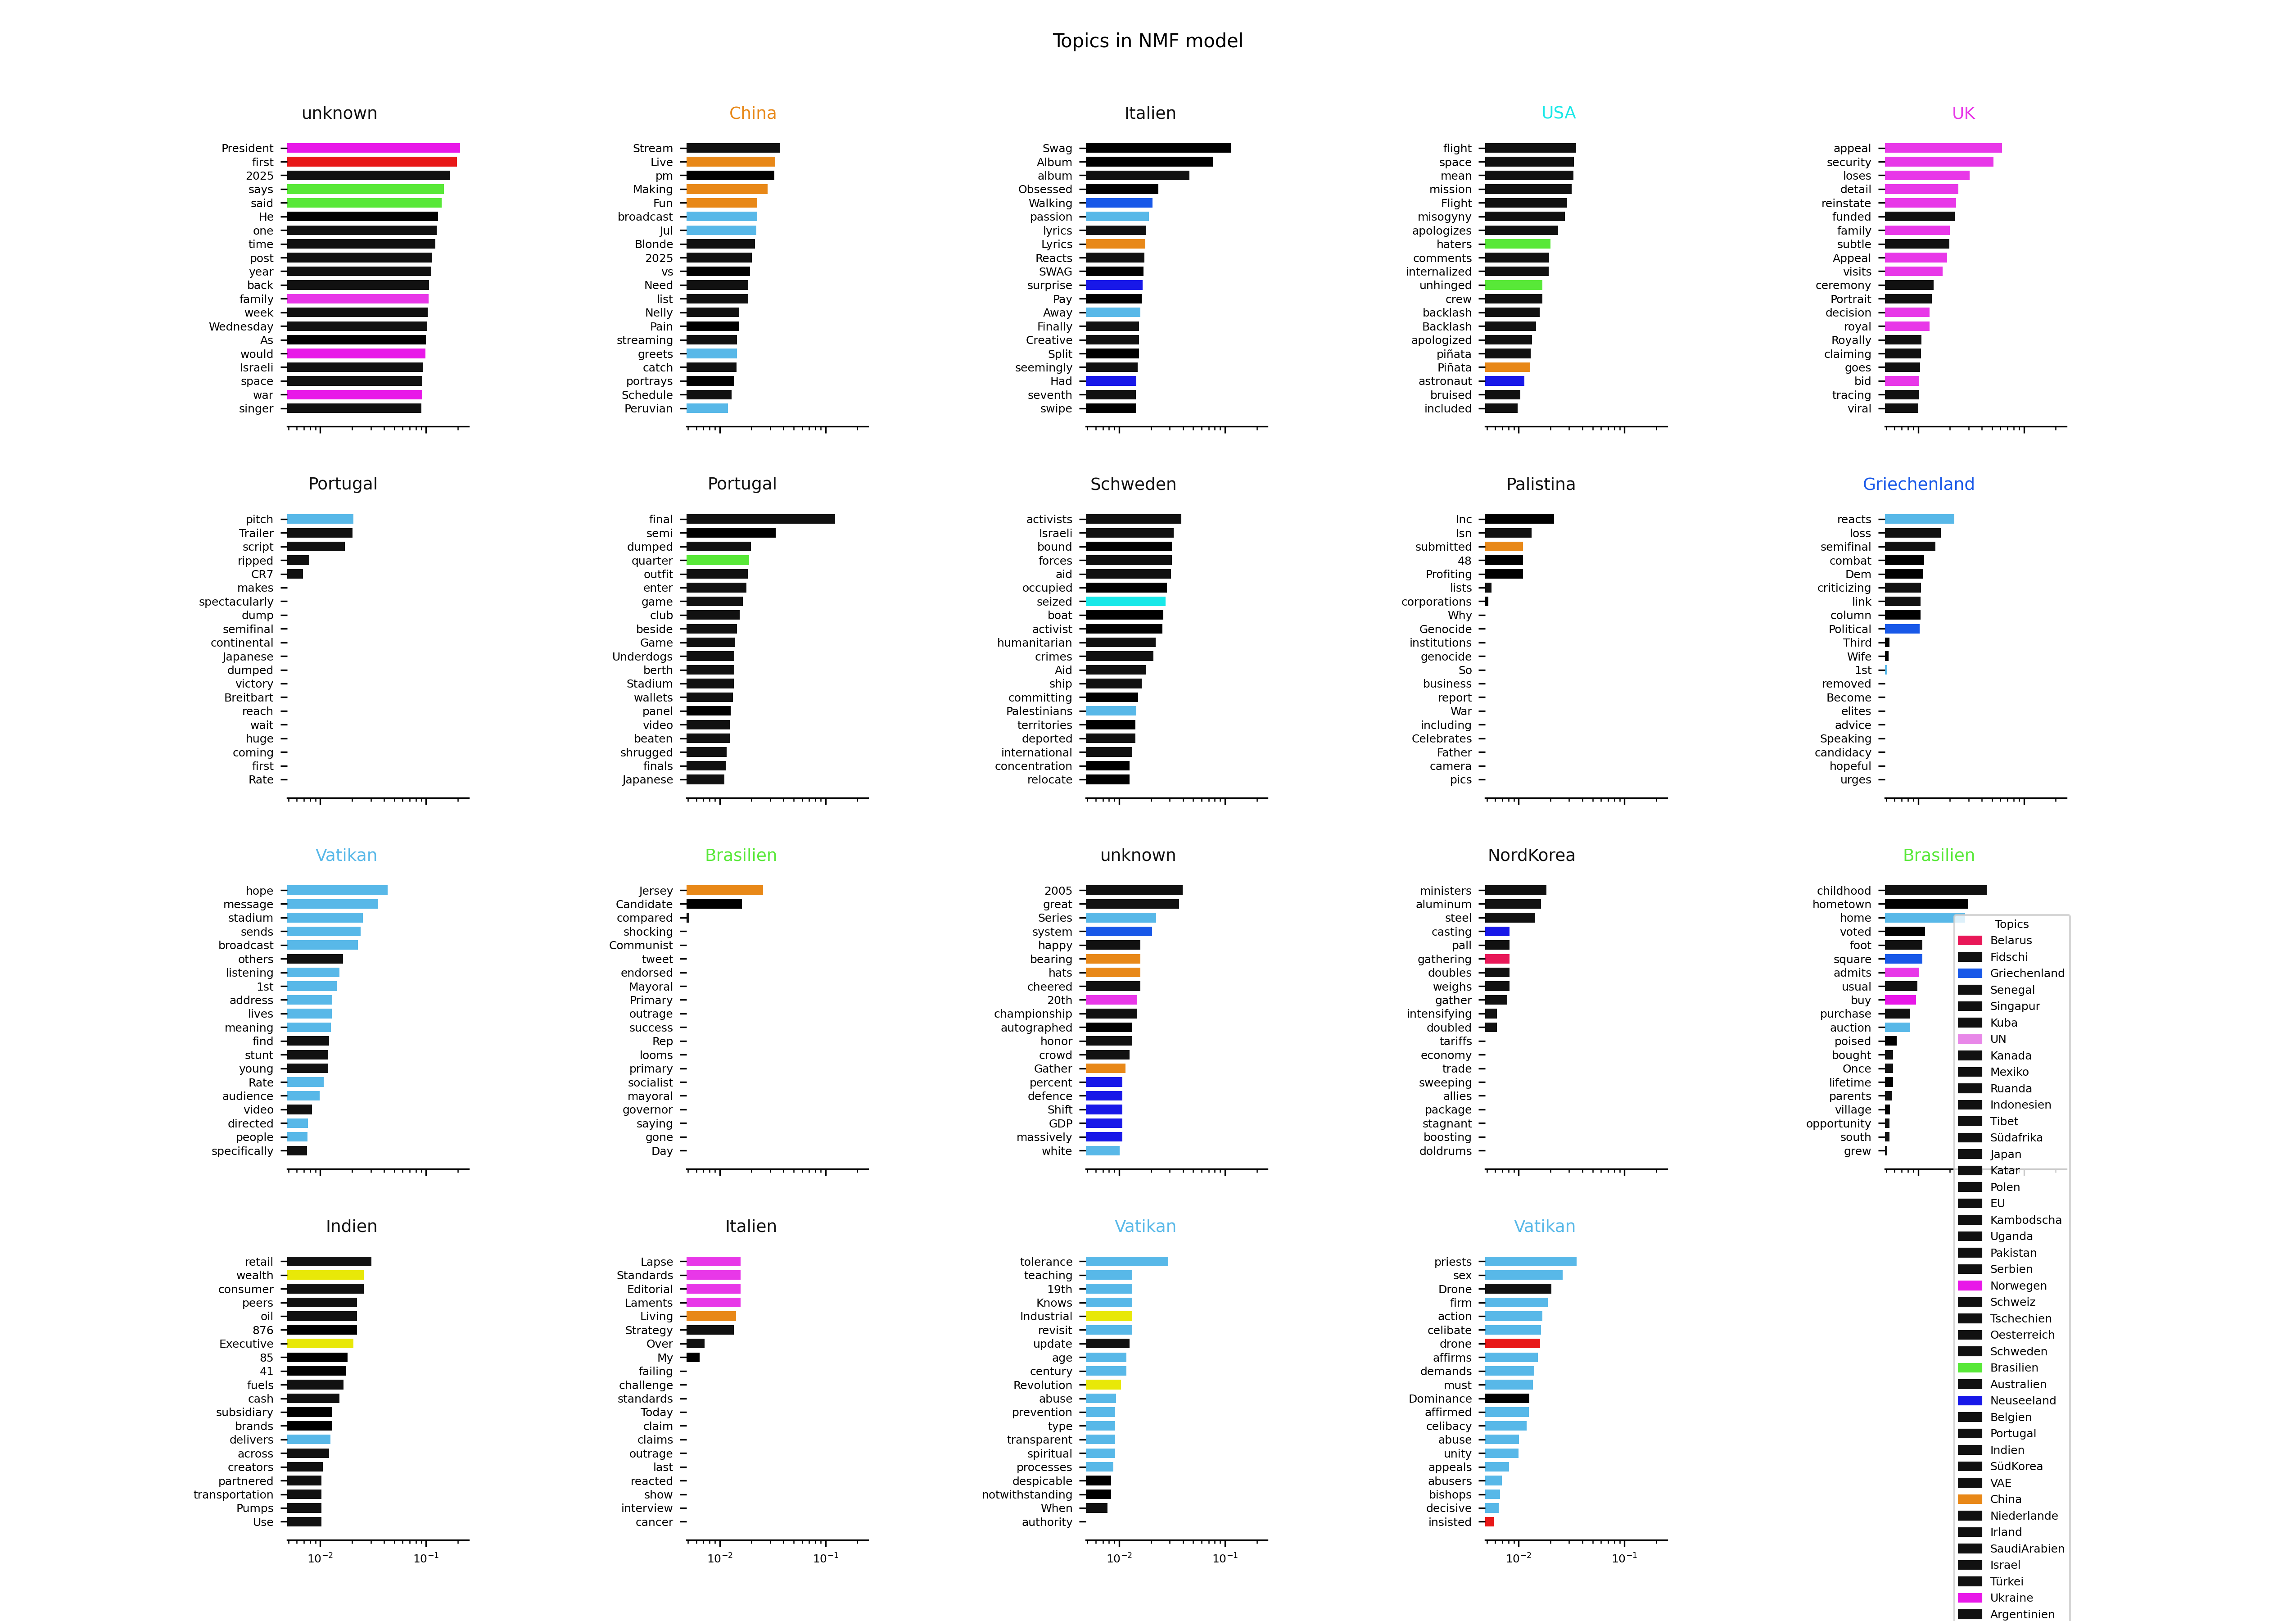 Topics in NMF model
unknown
President
first
2025
says
said
He
one
time
post
year
back
family
week
Wednesday
As
would
Israeli
space
war
singer
China
Stream
Live
pm
Making
Fun
broadcast
Jul
Blonde
2025
vs
Need
list
Nelly
Pain
streaming
greets
catch
portrays
Schedule
Peruvian
Italien
Swag
Album
album
Obsessed
Walking
passion
lyrics
Lyrics
Reacts
SWAG
surprise
Pay
Away
Finally
Creative
Split
seemingly
Had
seventh
swipe
USA
flight
space
mean
mission
Flight
misogyny
apologizes
haters
comments
internalized
unhinged
crew
backlash
Backlash
apologized
piñata
Piñata
astronaut
bruised
included
UK
appeal
security
loses
detail
reinstate
funded
family
subtle
Appeal
visits
ceremony
Portrait
decision
royal
Royally
claiming
goes
bid
tracing
viral
Portugal
pitch
Trailer
script
ripped
CR7
makes
spectacularly
dump
semifinal
continental
Japanese
dumped
victory
Breitbart
reach
wait
huge
coming
first
Rate
Portugal
final
semi
dumped
quarter
outfit
enter
game
club
beside
Game
Underdogs
berth
Stadium
wallets
panel
video
beaten
shrugged
finals
Japanese
Schweden
activists
Israeli
bound
forces
aid
occupied
seized
boat
activist
humanitarian
crimes
Aid
ship
committing
Palestinians
territories
deported
international
concentration
relocate
Palistina
Inc
Isn
submitted
48
Profiting
lists
corporations
Why
Genocide
institutions
genocide
So
business
report
War
including
Celebrates
Father
camera
pics
Griechenland
reacts
loss
semifinal
combat
Dem
criticizing
link
column
Political
Third
Wife
1st
removed
Become
elites
advice
Speaking
candidacy
hopeful
urges
Vatikan
hope
message
stadium
sends
broadcast
others
listening
1st
address
lives
meaning
find
stunt
young
Rate
audience
video
directed
people
specifically
Brasilien
Jersey
Candidate
compared
shocking
Communist
tweet
endorsed
Mayoral
Primary
outrage
success
Rep
looms
primary
socialist
mayoral
governor
saying
gone
Day
unknown
2005
great
Series
system
happy
bearing
hats
cheered
20th
championship
autographed
honor
crowd
Gather
percent
defence
Shift
GDP
massively
white
NordKorea
ministers
aluminum
steel
casting
pall
gathering
doubles
weighs
gather
intensifying
doubled
tariffs
economy
trade
sweeping
allies
package
stagnant
boosting
doldrums
Brasilien
childhood
hometown
home
voted
foot
square
admits
usual
buy
purchase
auction
poised
bought
Once
lifetime
parents
village
opportunity
south
grew
Indien
retail
wealth
consumer
peers
oil
876
Executive
85
41
fuels
cash
subsidiary
brands
delivers
across
creators
partnered
transportation
Pumps
Use
10⁻² 10⁻¹
Italien
Lapse
Standards
Editorial
Laments
Living
Strategy
Over
My
failing
challenge
standards
Today
claim
claims
outrage
last
reacted
show
interview
cancer
10⁻² 10⁻¹
Vatikan
tolerance
teaching
19th
Knows
Industrial
revisit
update
age
century
Revolution
abuse
prevention
type
transparent
spiritual
processes
despicable
notwithstanding
When
authority
10⁻² 10⁻¹
Vatikan
priests
sex
Drone
firm
action
celibate
drone
affirms
demands
must
Dominance
affirmed
celibacy
abuse
unity
appeals
abusers
bishops
decisive
insisted
10⁻² 10⁻¹
Topics
Belarus
Fidschi
Griechenland
Senegal
Singapur
Kuba
UN
Kanada
Mexiko
Ruanda
Indonesien
Tibet
Südafrika
Japan
Katar
Polen
EU
Kambodscha
Uganda
Pakistan
Serbien
Norwegen
Schweiz
Tschechien
Oesterreich
Schweden
Brasilien
Australien
Neuseeland
Belgien
Portugal
Indien
SüdKorea
VAE
China
Niederlande
Irland
SaudiArabien
Israel
Türkei
Ukraine
Argentinien